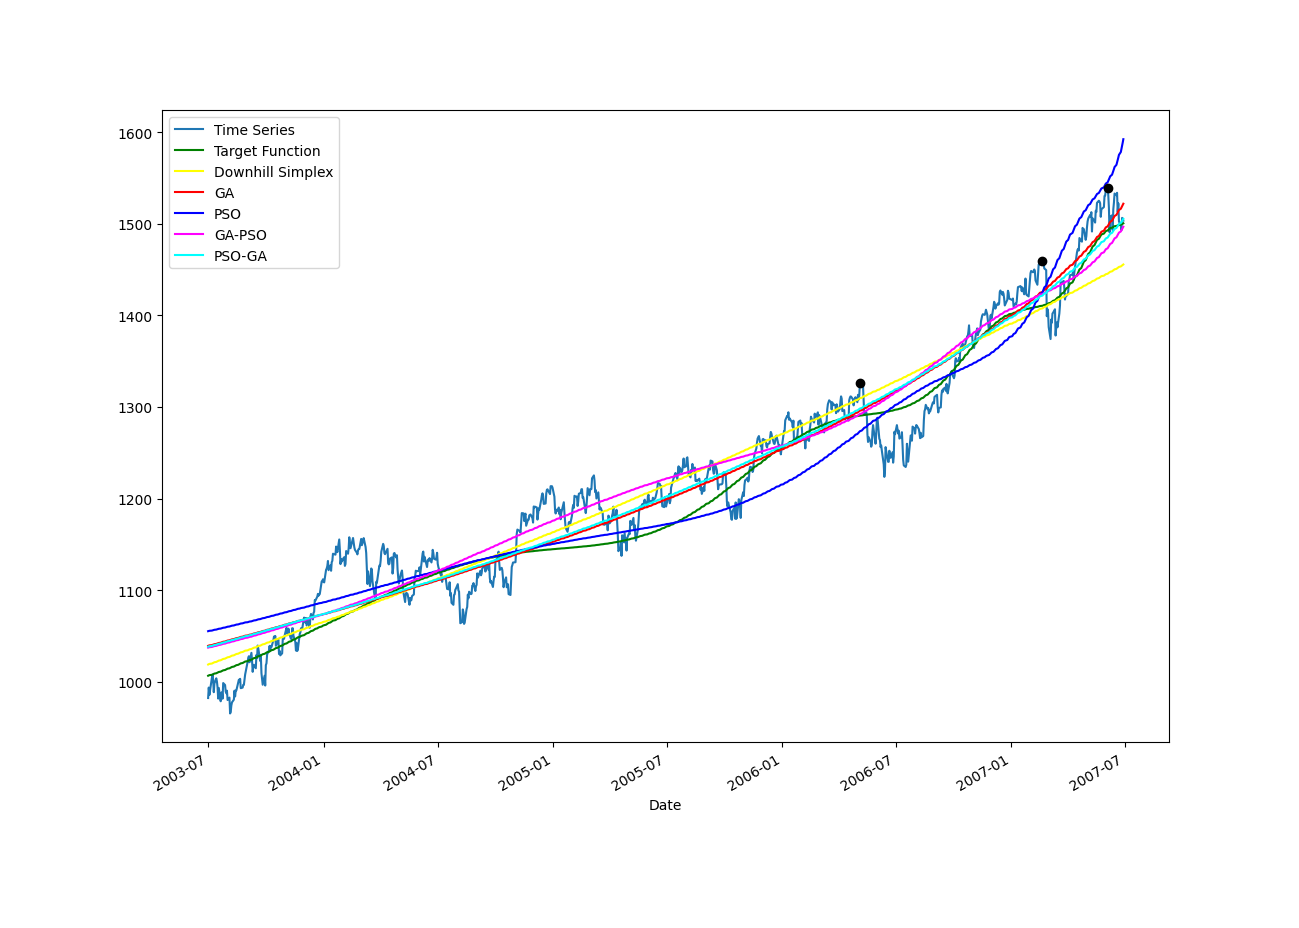 1600
1500
1400
1300
1200
1100
1000
Time Series
Target Function
Downhill Simplex
GA
PSO
GA-PSO
PSO-GA
2003-07
2004-01
2004-07
2005-01
2005-07
2006-01
2006-07
2007-01
2007-07
Date